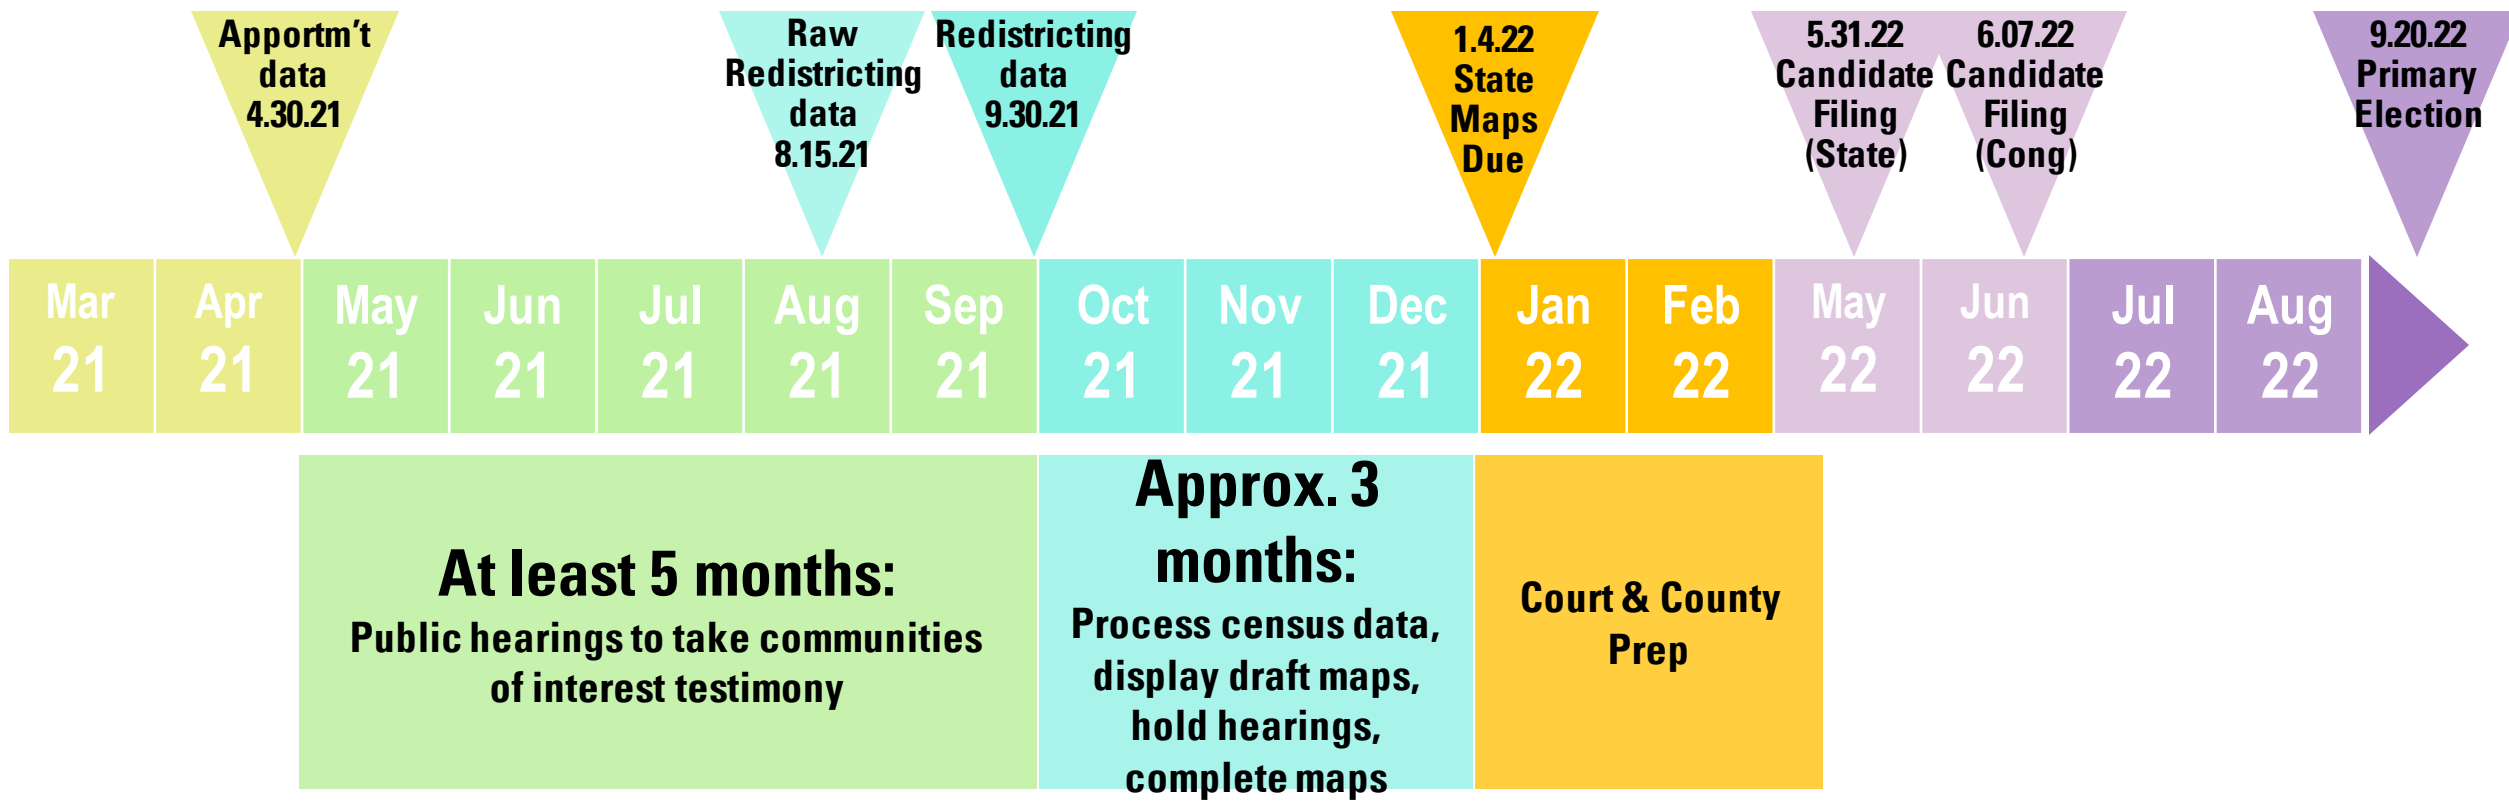 Apportm't
data
4.30.21
Raw
Redistricting
data
8.15.21
Redistricting
data
9.30.21
1.4.22
State
Maps
Due
5.31.22
Candidate
Filing
(State)
6.07.22
Candidate
Filing
(Cong)
9.20.22
Primary
Election
Mar
21
Apr
21
May
21
Jun
21
Jul
21
Aug
21
Sep
21
Oct
21
Nov
21
Dec
21
Jan
22
Feb
22
May
22
Jun
22
Jul
22
Aug
22
At least 5 months:
Public hearings to take communities
of interest testimony
Approx. 3
months:
Process census data,
display draft maps,
hold hearings,
complete maps
Court & County
Prep